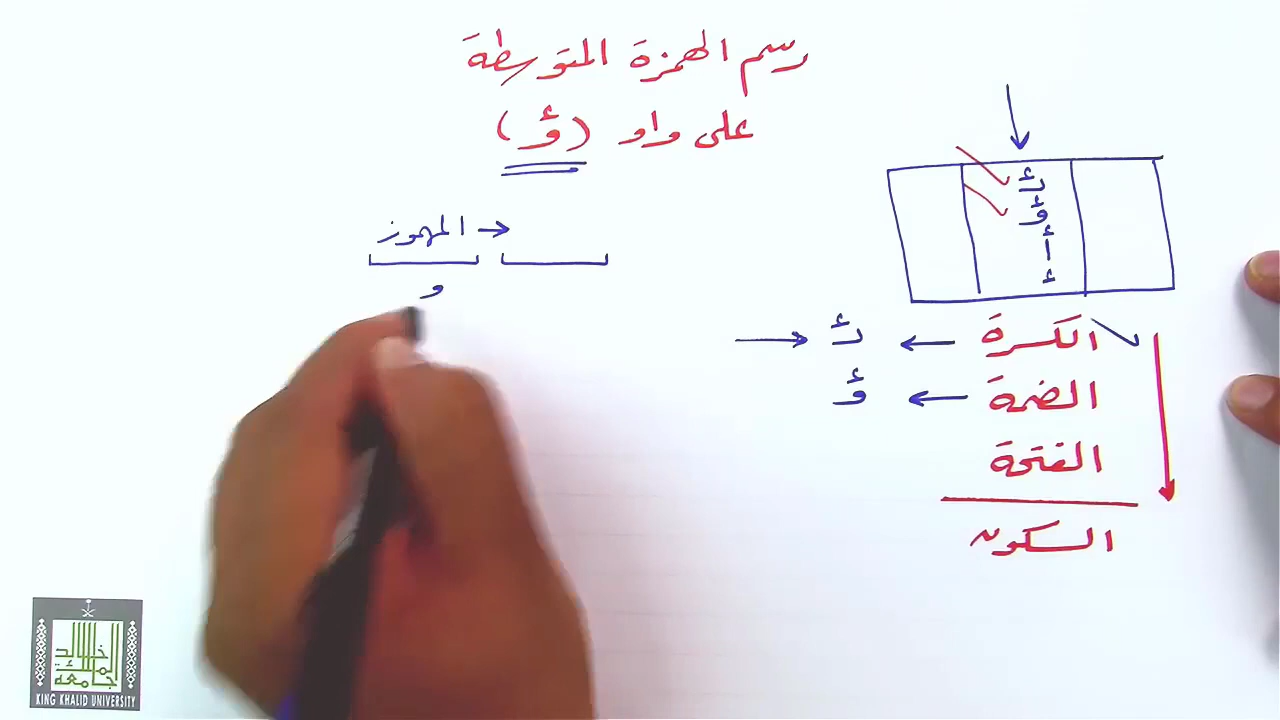 رسم الهمزة المتوسطة
على واو (ؤ)
ئ
ؤ
أ
ء
المهموز →
و
الكسرة ← ئ ←
الضمة ← ؤ
الفتحة
السكون
جامعة الملك خالد
KING KHALID UNIVERSITY